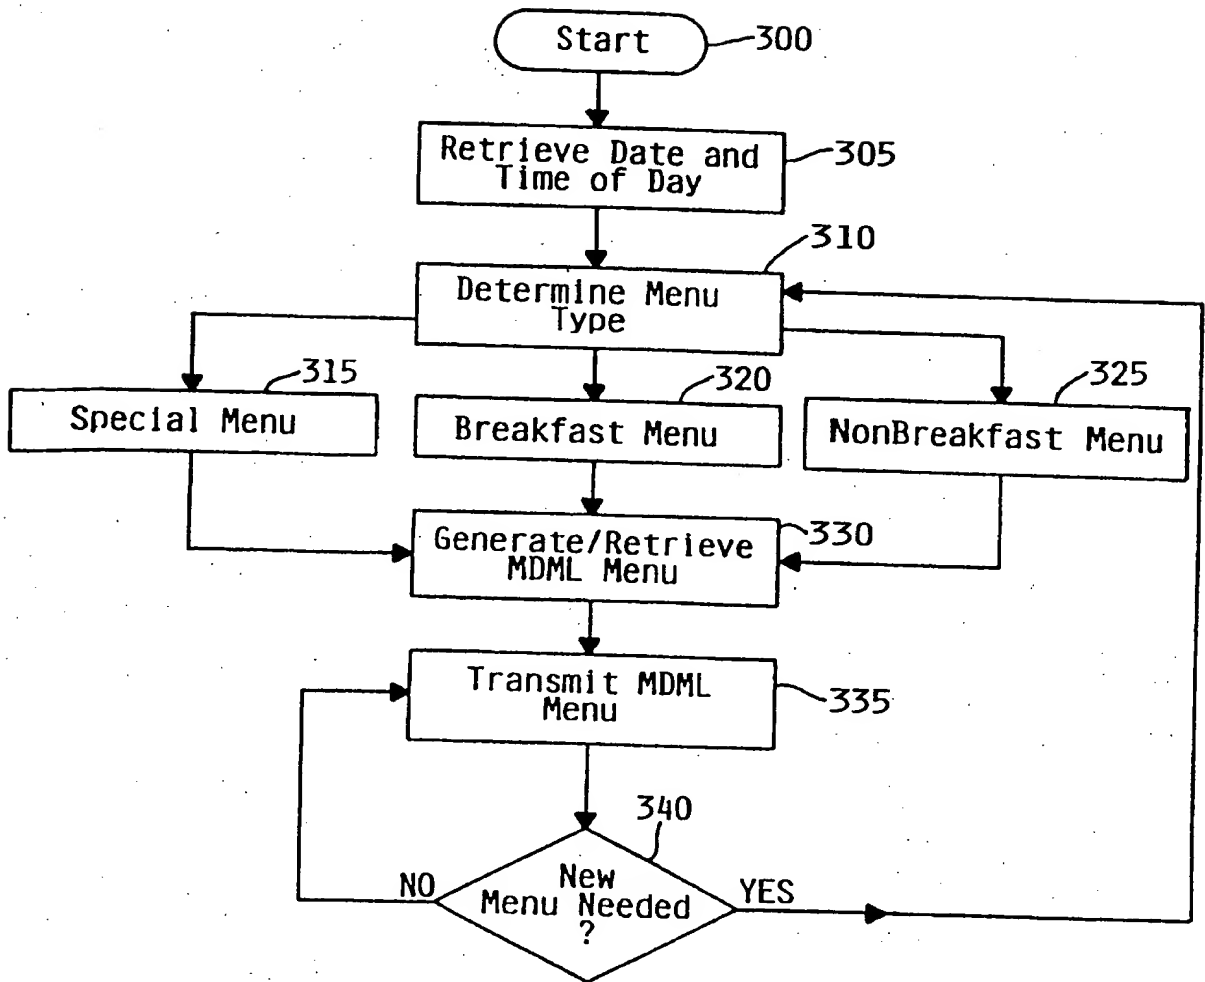 Start
300
Retrieve Date and
Time of Day
305
310
Determine Menu
Type
315
Special Menu
320
Breakfast Menu
325
NonBreakfast Menu
Generate/Retrieve
MDML Menu
330
Transmit MDML
Menu
335
340
New
Menu Needed
?
NO
YES